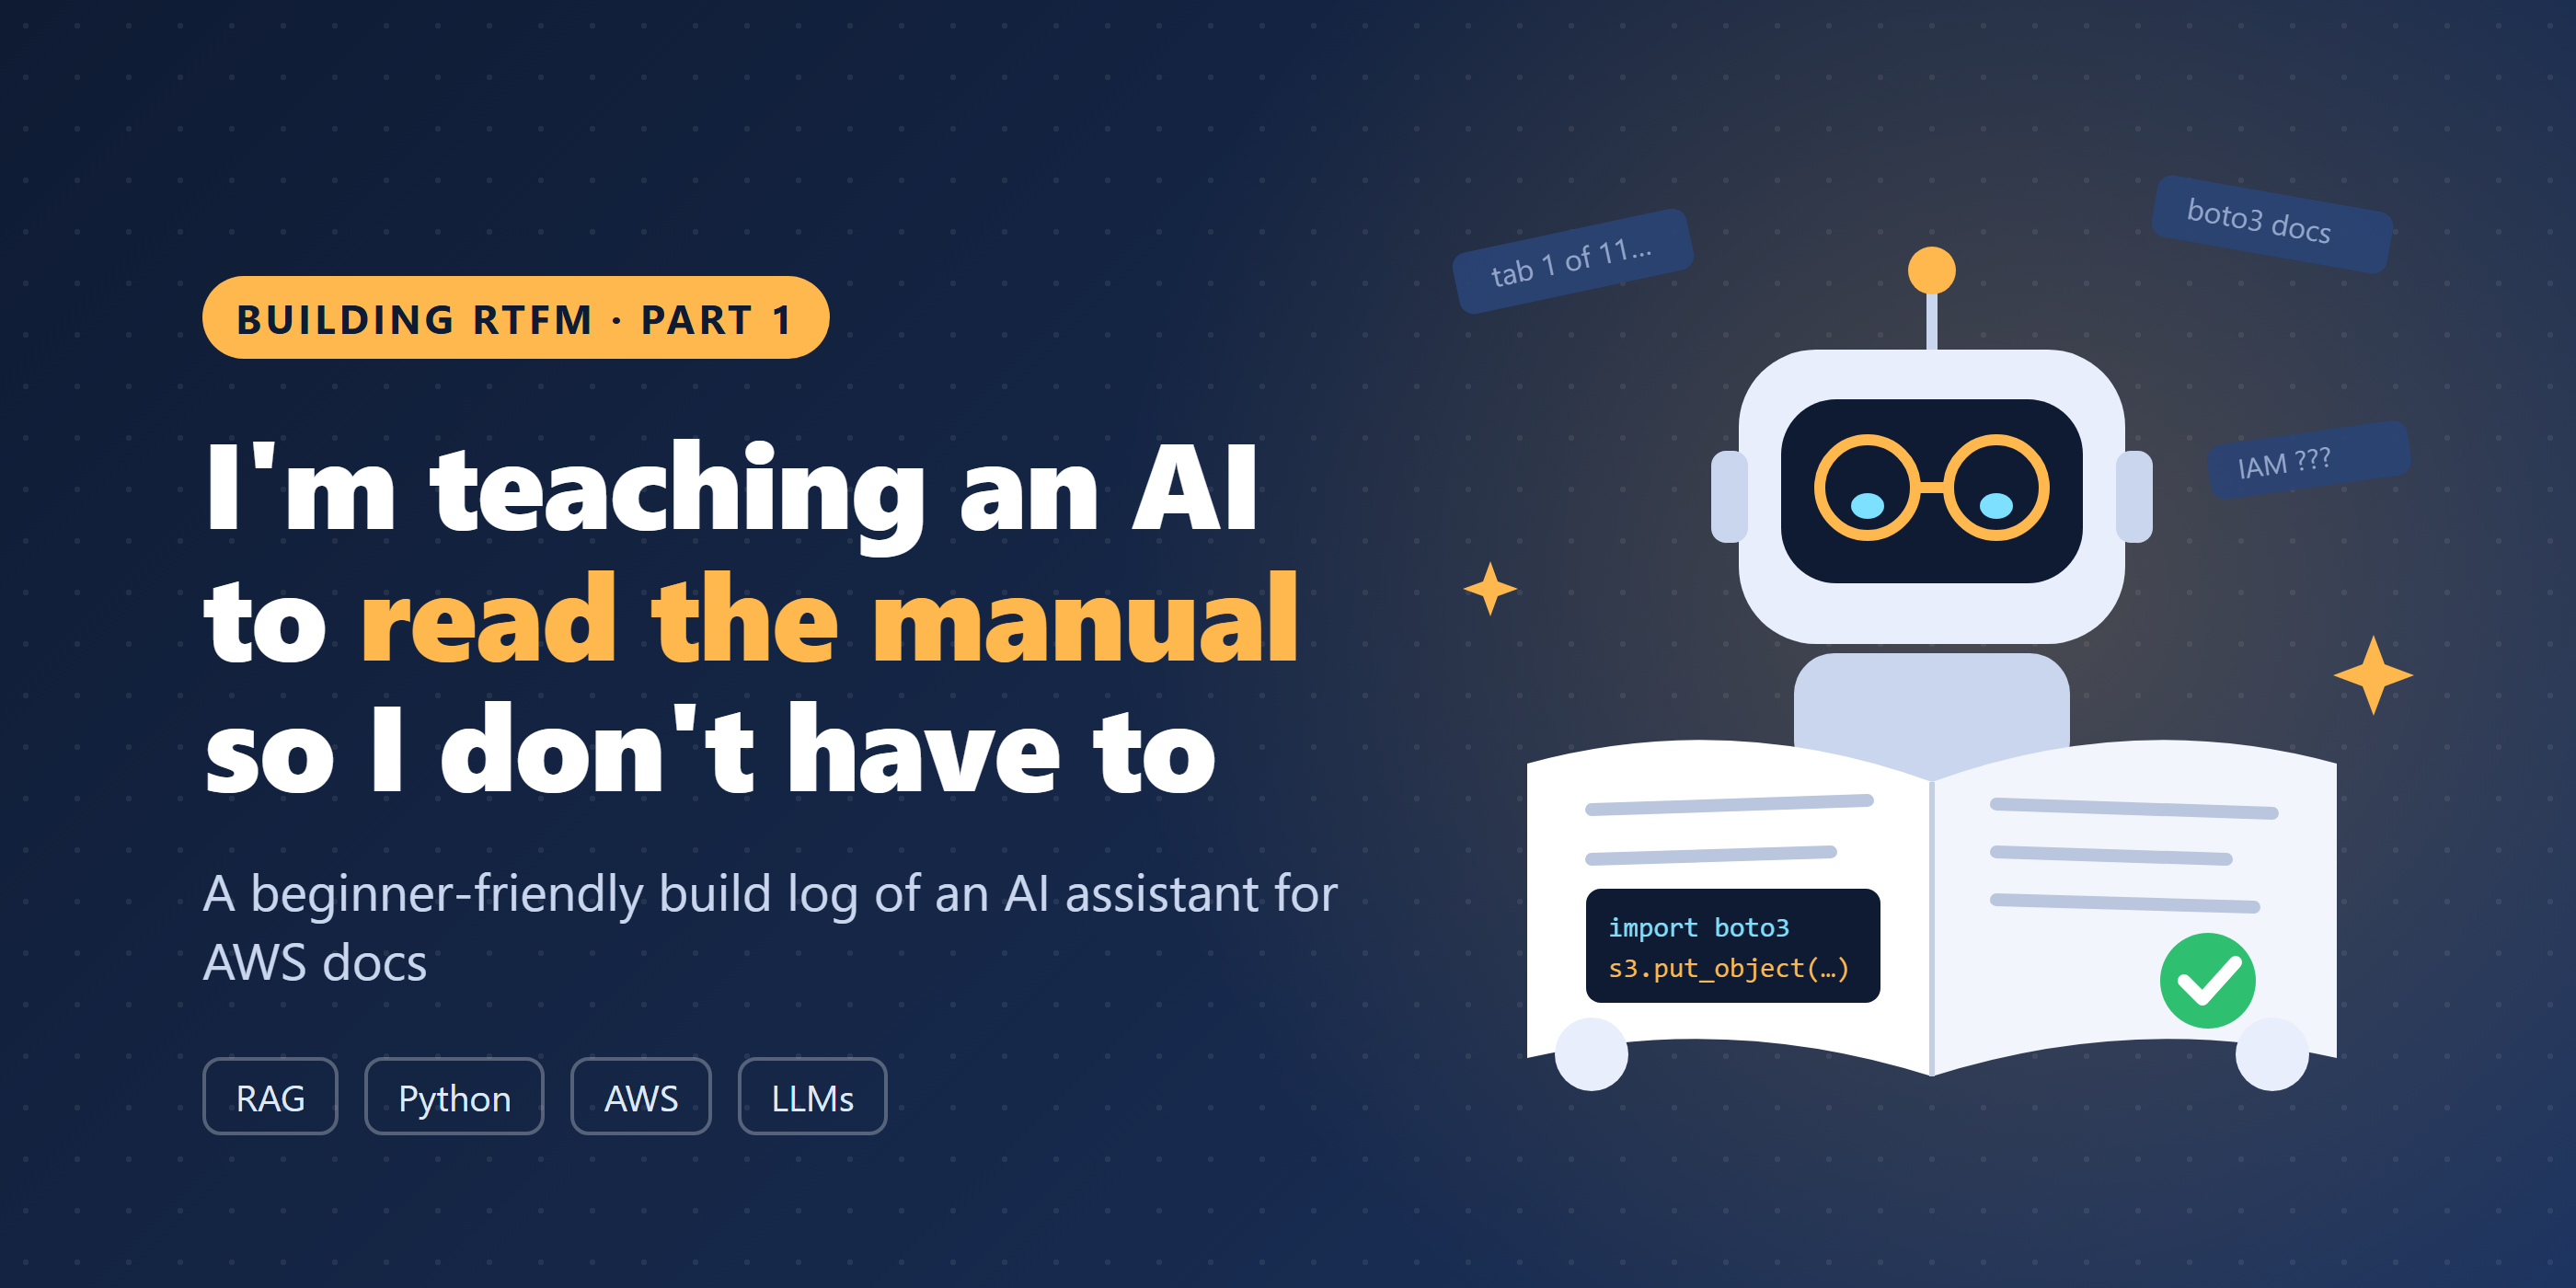 BUILDING RTFM · PART 1
I'm teaching an AI
to read the manual
so I don't have to
A beginner-friendly build log of an AI assistant for
AWS docs
RAG
Python
AWS
LLMs
tab 1 of 11...
boto3 docs
IAM ???
import boto3
s3.put_object(…)